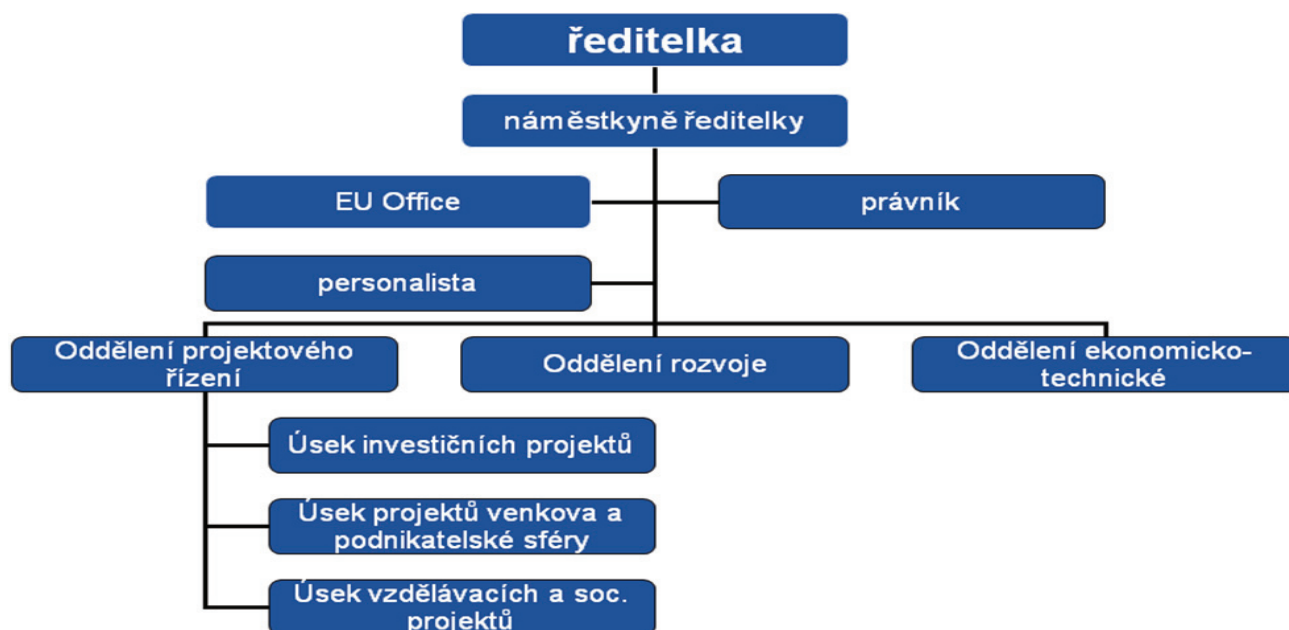 ředitelka
náměstkyně ředitelky
EU Office
právník
personalista
Oddělení projektového
řízení
Oddělení rozvoje
Oddělení ekonomicko-
technické
Úsek investičních projektů
Úsek projektů venkova a
podnikatelské sféry
Úsek vzdělávacích a soc.
projektů